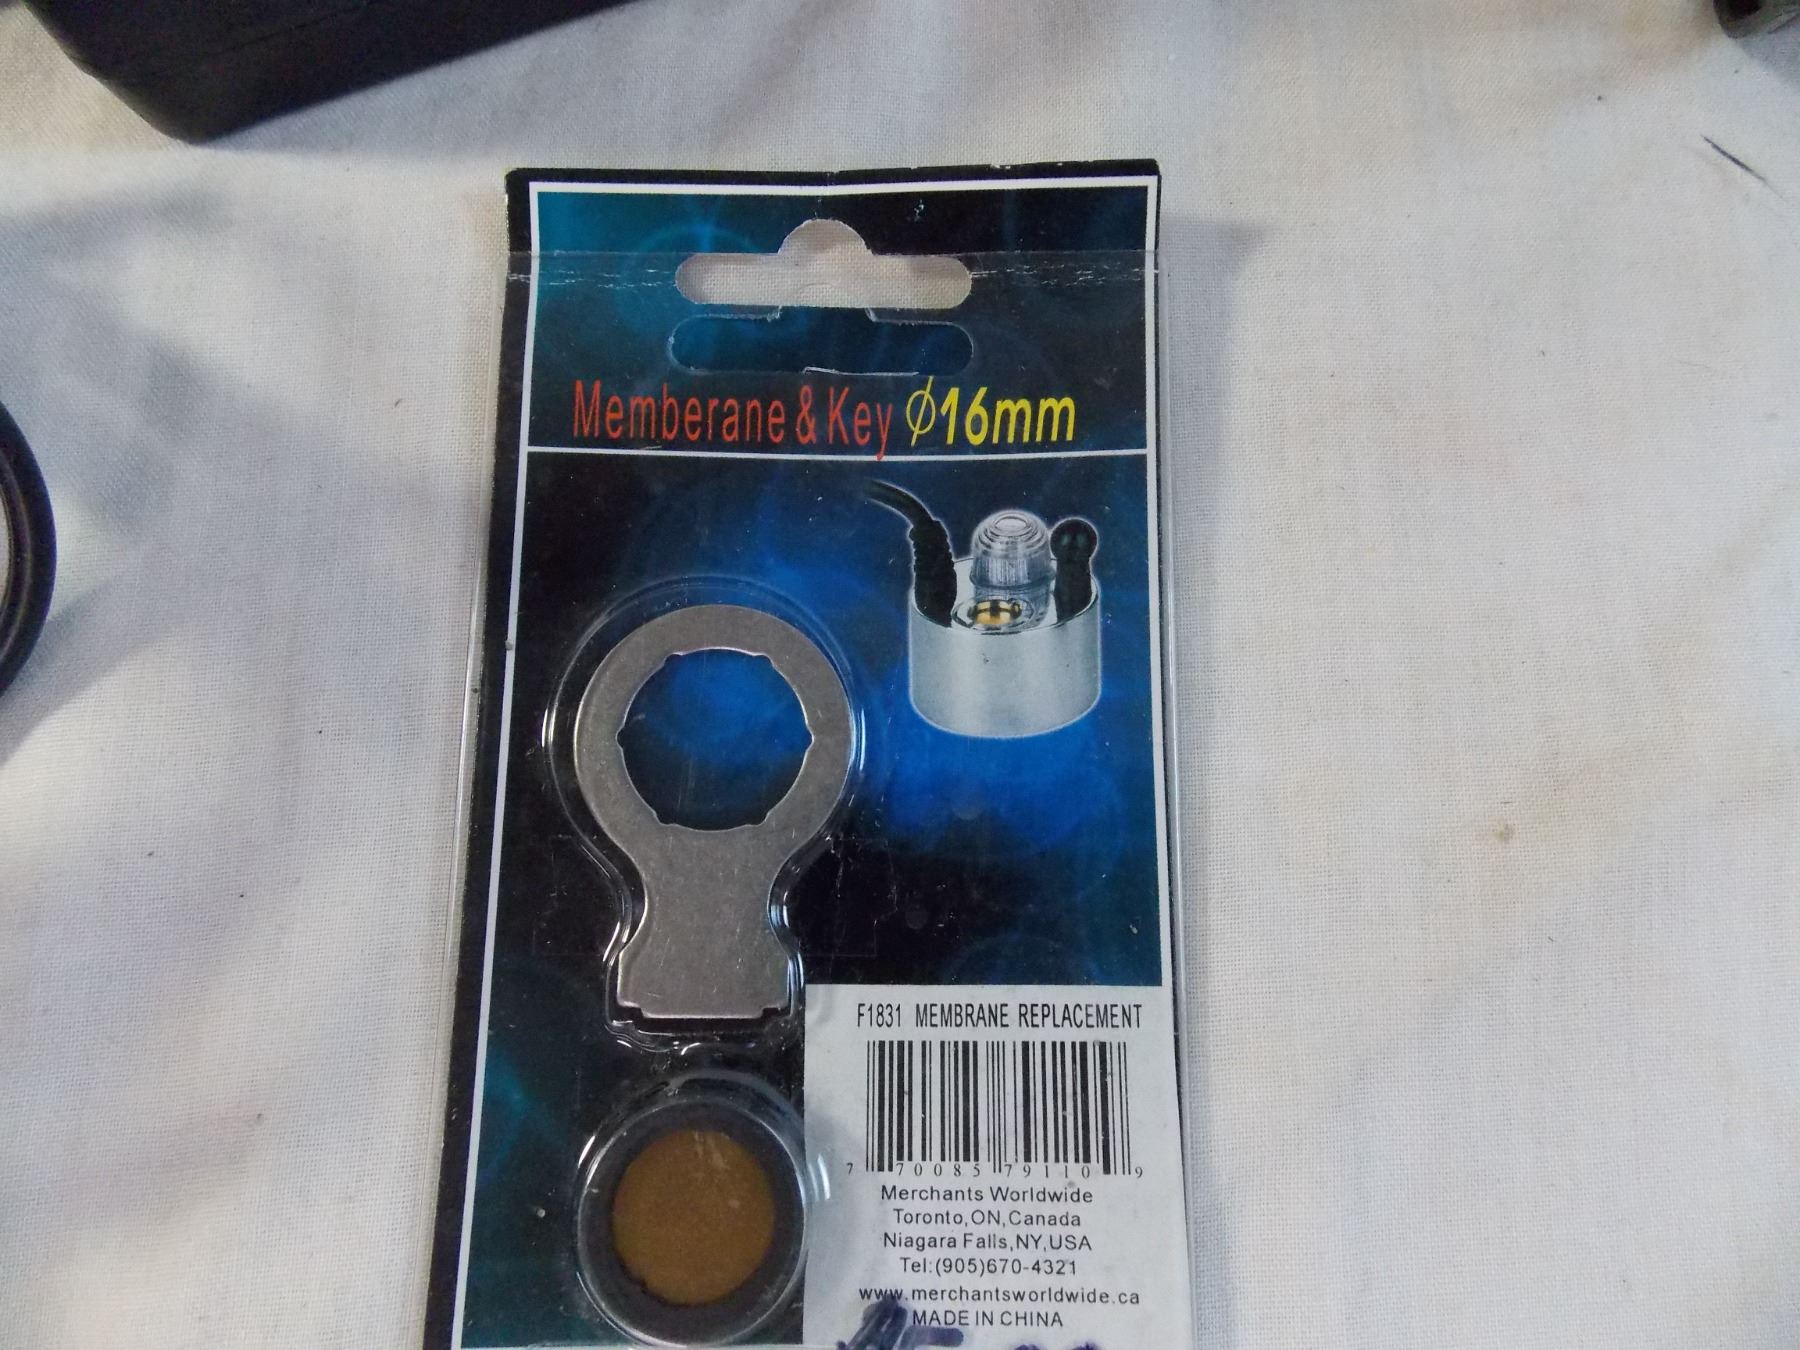 Memberane & Key ϕ16mm
F1831 MEMBRANE REPLACEMENT
7 70085 79110 9
Merchants Worldwide
Toronto,ON,Canada
Niagara Falls,NY,USA
Tel:(905)670-4321
www.merchantsworldwide.ca
MADE IN CHINA